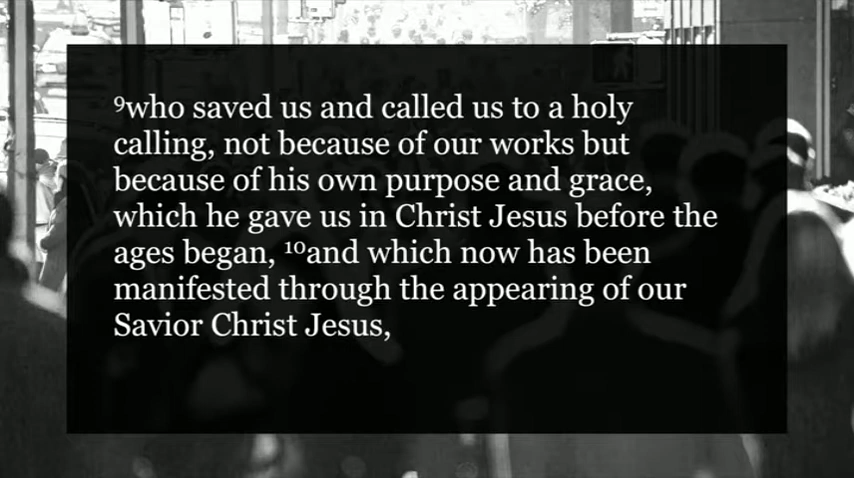 ⁹who saved us and called us to a holy
calling, not because of our works but
because of his own purpose and grace,
which he gave us in Christ Jesus before the
ages began, ¹⁰and which now has been
manifested through the appearing of our
Savior Christ Jesus,